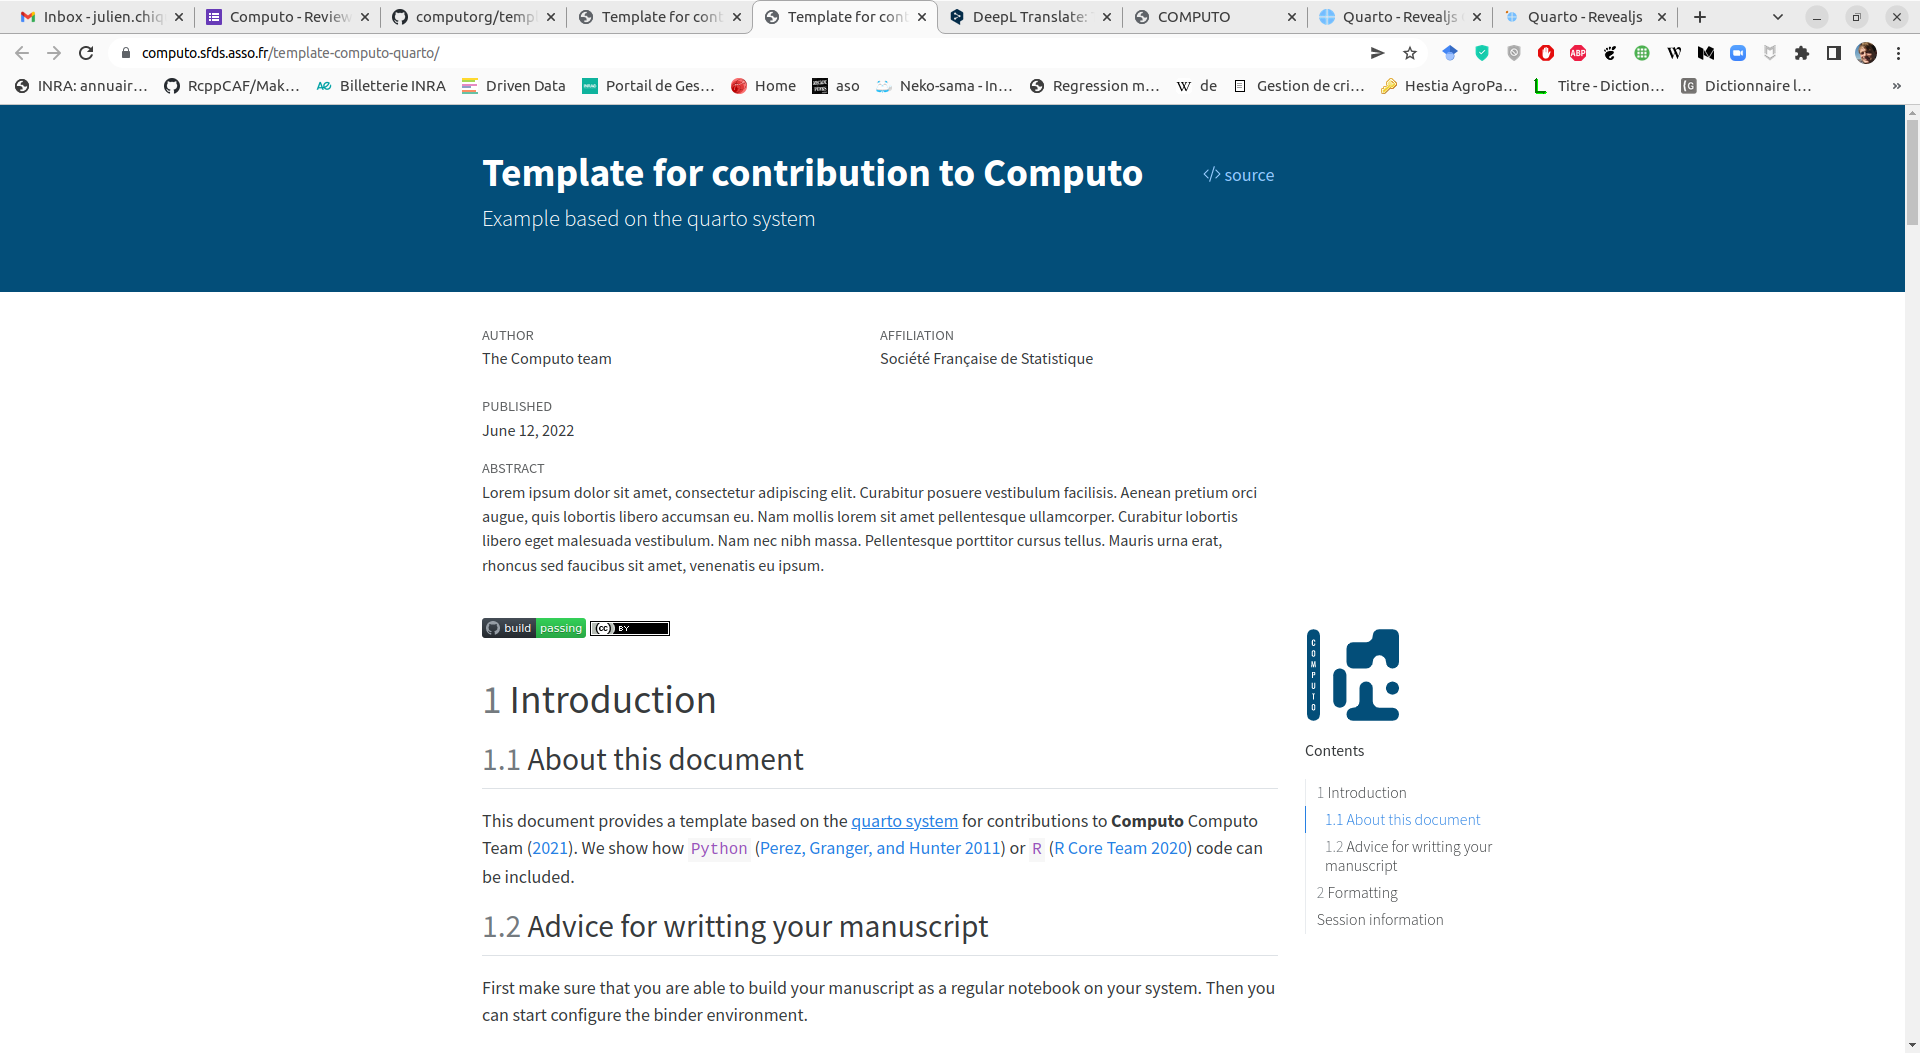 Inbox - julien.chiq
Computo - Review
computorg/templ
Template for cont
Template for cont
DeepL Translate:
COMPUTO
Quarto - Revealjs
Quarto - Revealjs
computo.sfds.asso.fr/template-computo-quarto/
INRA: annuair…
RcppCAF/Mak…
Billetterie INRA
Driven Data
Portail de Ges…
Home
aso
Neko-sama - In…
Regression m…
de
Gestion de cri…
Hestia AgroPa…
Titre - Diction…
Dictionnaire l…
»
Template for contribution to Computo
</> source
Example based on the quarto system
AUTHOR
The Computo team
AFFILIATION
Société Française de Statistique
PUBLISHED
June 12, 2022
ABSTRACT
Lorem ipsum dolor sit amet, consectetur adipiscing elit. Curabitur posuere vestibulum facilisis. Aenean pretium orci
augue, quis lobortis libero accumsan eu. Nam mollis lorem sit amet pellentesque ullamcorper. Curabitur lobortis
libero eget malesuada vestibulum. Nam nec nibh massa. Pellentesque porttitor cursus tellus. Mauris urna erat,
rhoncus sed faucibus sit amet, venenatis eu ipsum.
build passing
cc BY
1 Introduction
1.1 About this document
This document provides a template based on the quarto system for contributions to Computo Computo
Team (2021). We show how Python (Perez, Granger, and Hunter 2011) or R (R Core Team 2020) code can
be included.
1.2 Advice for writting your manuscript
First make sure that you are able to build your manuscript as a regular notebook on your system. Then you
can start configure the binder environment.
COMPUTO
Contents
1 Introduction
1.1 About this document
1.2 Advice for writting your
manuscript
2 Formatting
Session information